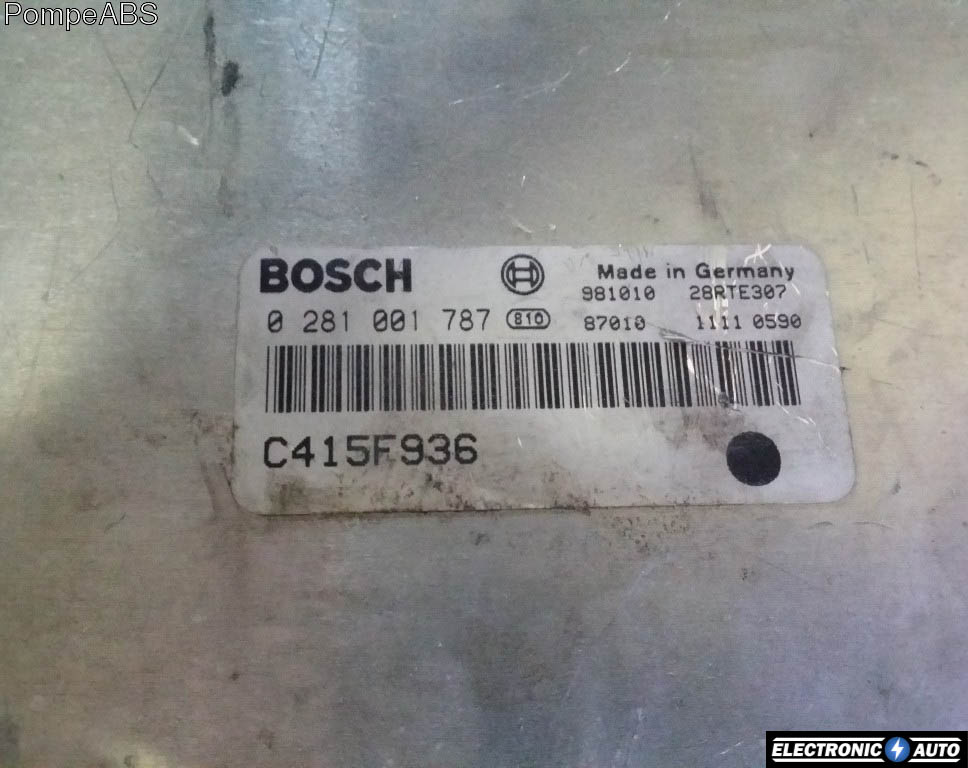 PompeABS
BOSCH Made in Germany
981010 28RTE307
0 281 001 787 810 87010 1111 0590
C415F936
ELECTRONIC AUTO